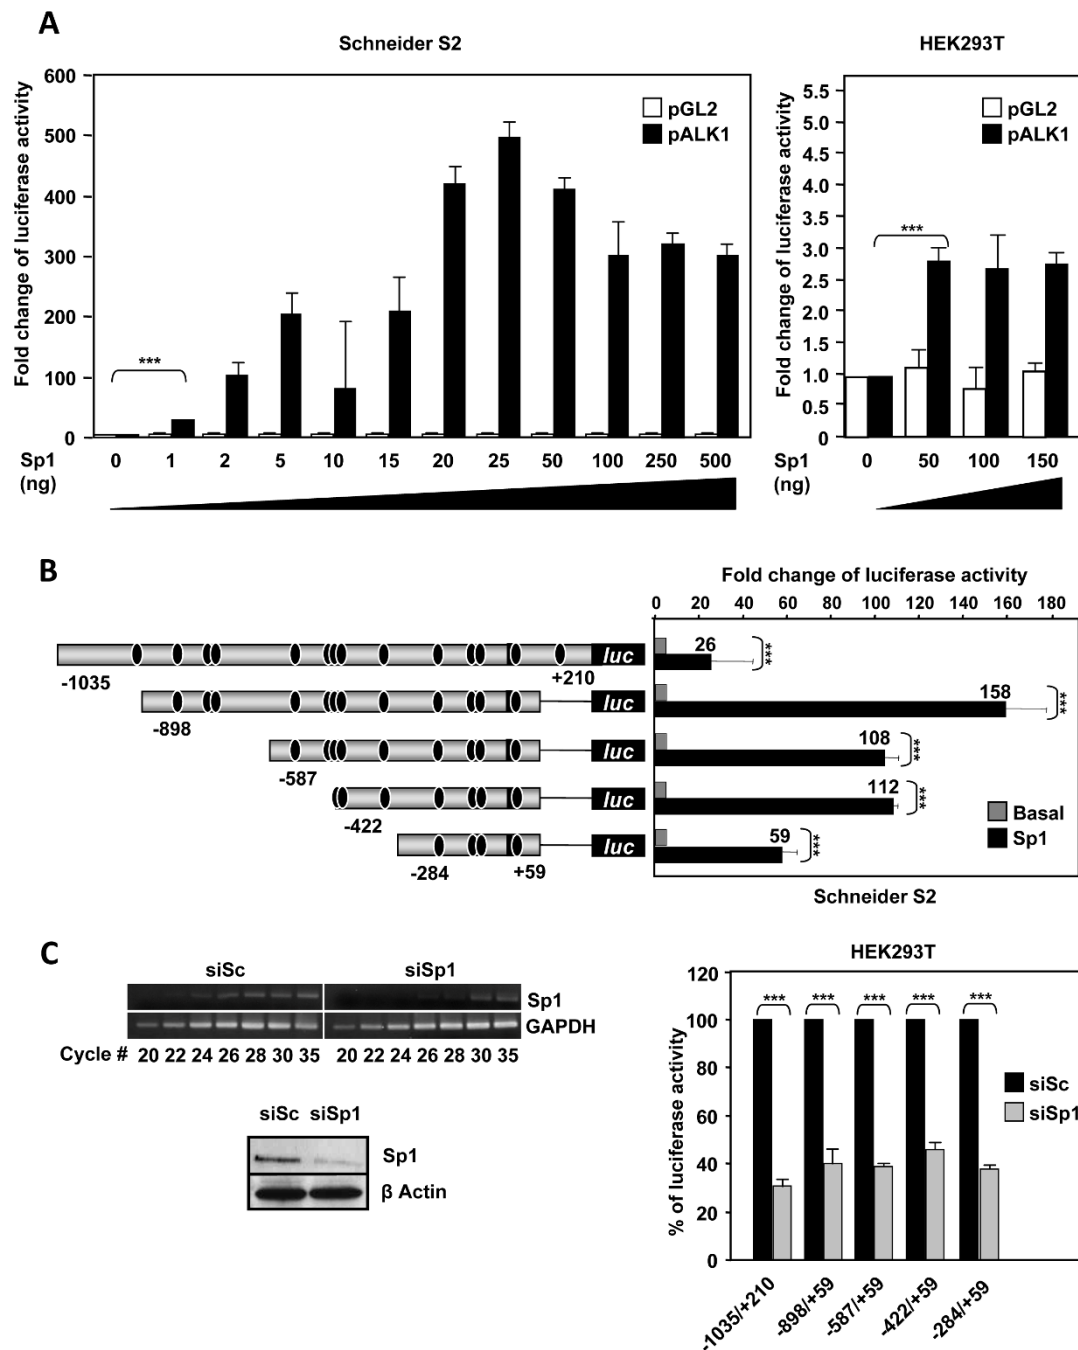 A
Schneider S2
HEK293T
Fold change of luciferase activity
600
500
400
300
200
100
0
pGL2
pALK1
***
Sp1
(ng)
0 1 2 5 10 15 20 25 50 100 250 500
Fold change of luciferase activity
5.5
5.0
4.5
4.0
3.5
3.0
2.5
2.0
1.5
1.0
0.5
0
pGL2
pALK1
***
Sp1
(ng)
0 50 100 150
B
Fold change of luciferase activity
0 20 40 60 80 100 120 140 160 180
luc
-1035
+210
26
***
luc
-898
158
***
luc
-587
108
***
luc
-422
112
***
luc
-284
+59
59
***
Basal
Sp1
Schneider S2
C
siSc siSp1
Sp1
GAPDH
Cycle # 20 22 24 26 28 30 35 20 22 24 26 28 30 35
siSc siSp1
Sp1
β Actin
HEK293T
% of luciferase activity
120
100
80
60
40
20
0
*** *** *** *** ***
siSc
siSp1
-1035/+210
-898/+59
-587/+59
-422/+59
-284/+59